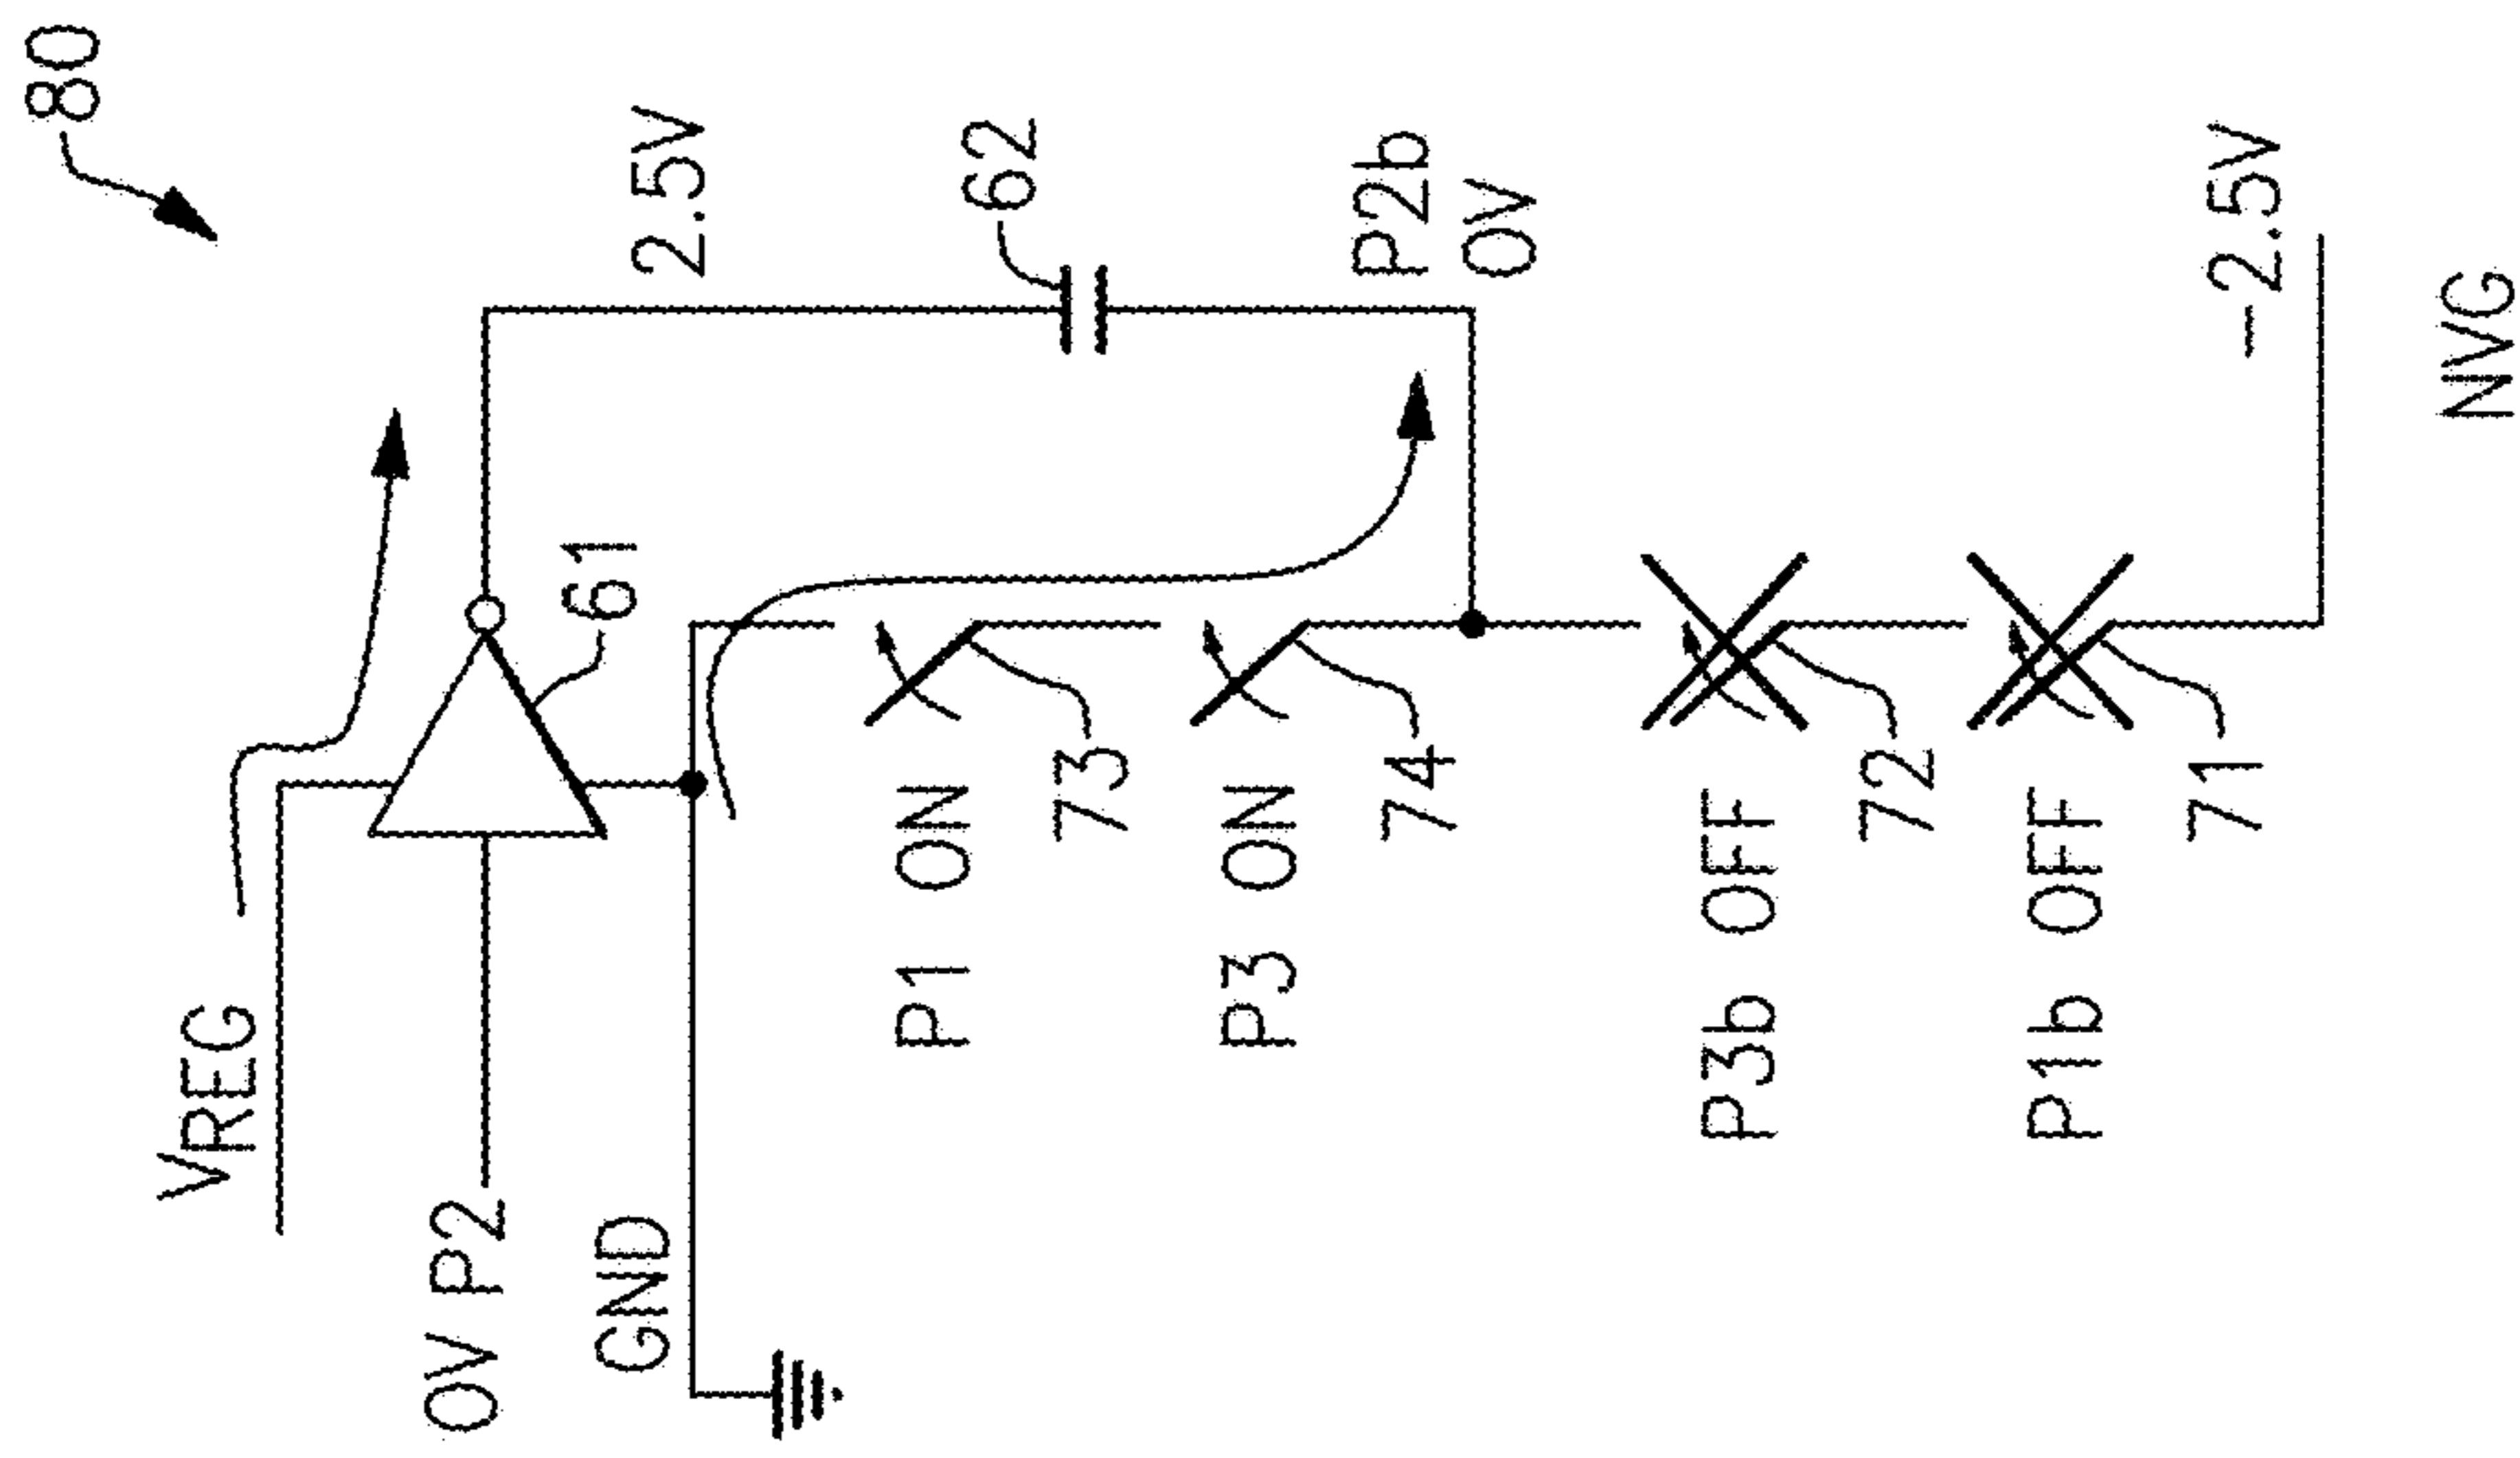 80
VREG
0V P2
GND
61
2.5V
62
P2b
0V
P1 ON
73
P3 ON
74
P3b OFF
72
P1b OFF
71
-2.5V
NVG